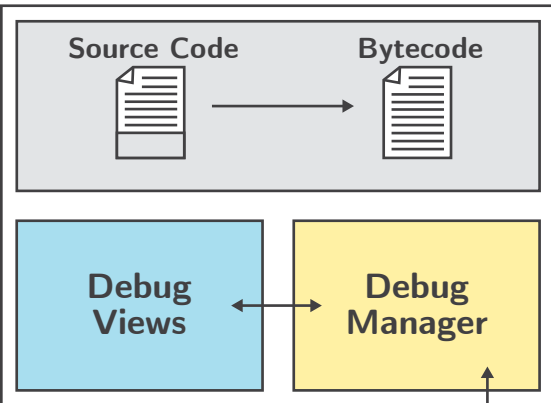 Source Code
Bytecode
Debug
Views
Debug
Manager